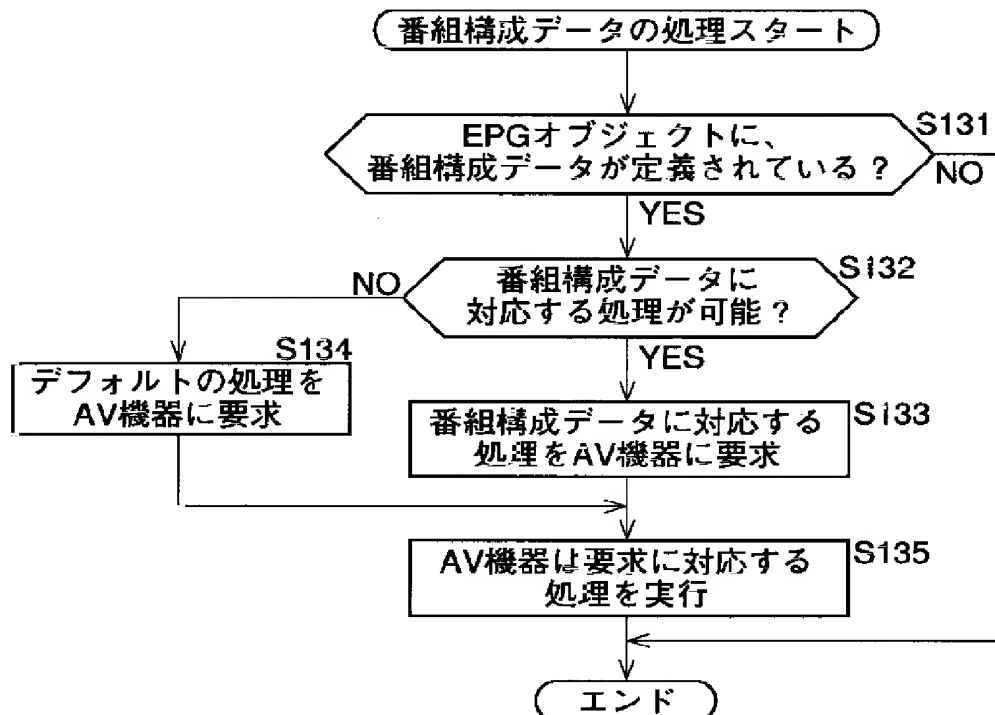 番組構成データの処理スタート
EPGオブジェクトに、
番組構成データが定義されている？
S131
NO
YES
番組構成データに
対応する処理が可能？
S132
NO
YES
S134
デフォルトの処理を
AV機器に要求
番組構成データに対応する
処理をAV機器に要求
S133
AV機器は要求に対応する
処理を実行
S135
エンド